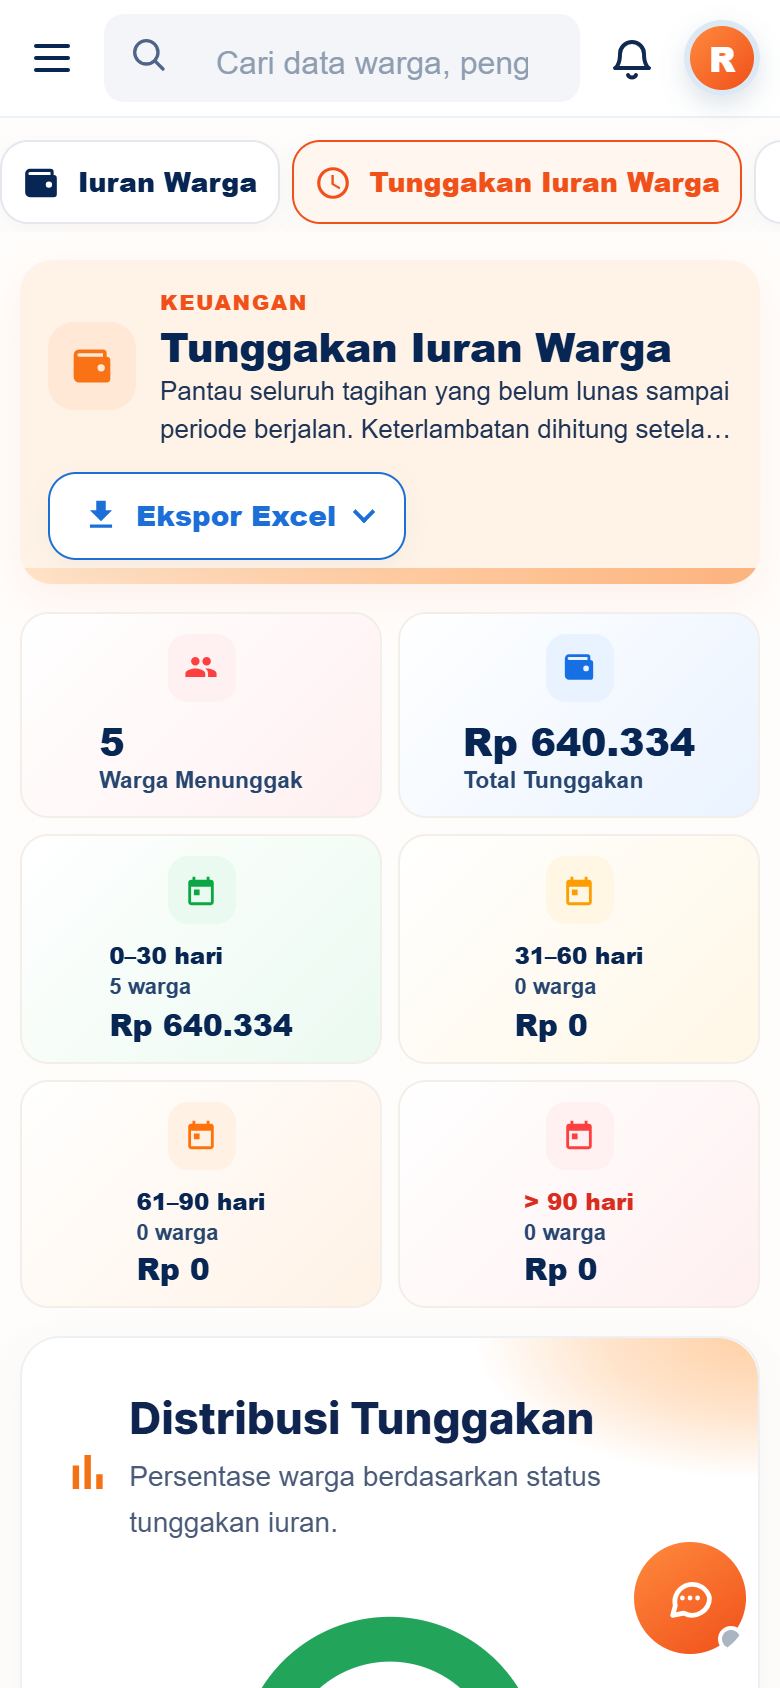 Cari data warga, peng
R
Iuran Warga
Tunggakan Iuran Warga
KEUANGAN
Tunggakan Iuran Warga
Pantau seluruh tagihan yang belum lunas sampai
periode berjalan. Keterlambatan dihitung setela...
Ekspor Excel
5
Warga Menunggak
Rp 640.334
Total Tunggakan
0–30 hari
5 warga
Rp 640.334
31–60 hari
0 warga
Rp 0
61–90 hari
0 warga
Rp 0
> 90 hari
0 warga
Rp 0
Distribusi Tunggakan
Persentase warga berdasarkan status
tunggakan iuran.